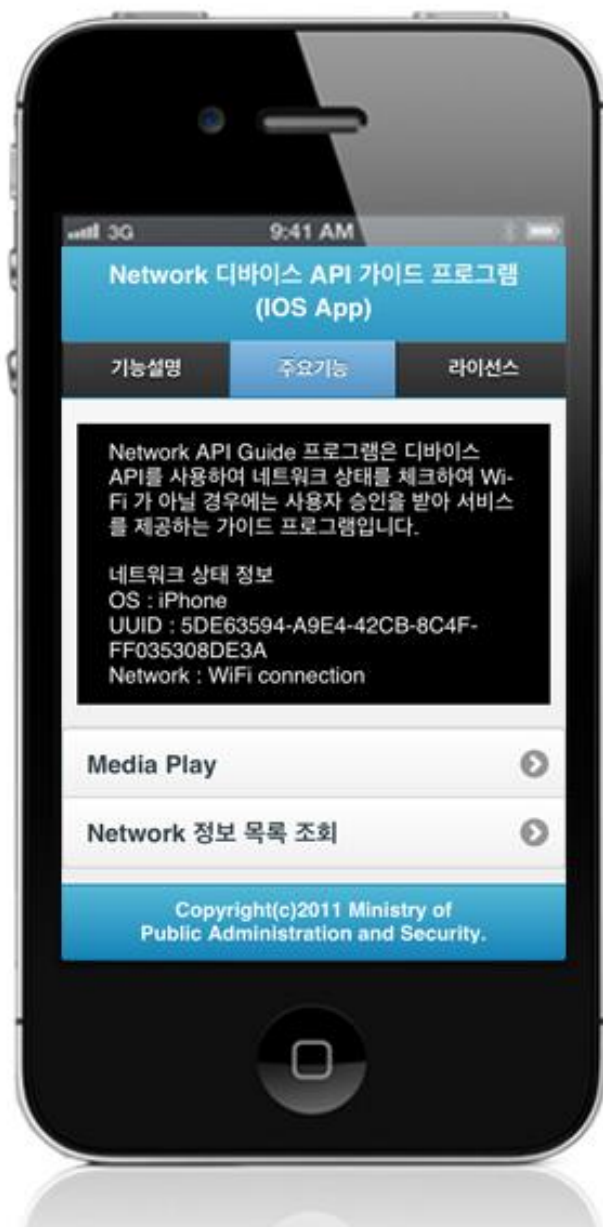 3G 9:41 AM
Network 디바이스 API 가이드 프로그램
(IOS App)
기능설명 주요기능 라이선스
Network API Guide 프로그램은 디바이스
API를 사용하여 네트워크 상태를 체크하여 Wi-
Fi 가 아닐 경우에는 사용자 승인을 받아 서비스
를 제공하는 가이드 프로그램입니다.
네트워크 상태 정보
OS : iPhone
UUID : 5DE63594-A9E4-42CB-8C4F-
FF035308DE3A
Network : WiFi connection
Media Play
Network 정보 목록 조회
Copyright(c)2011 Ministry of
Public Administration and Security.